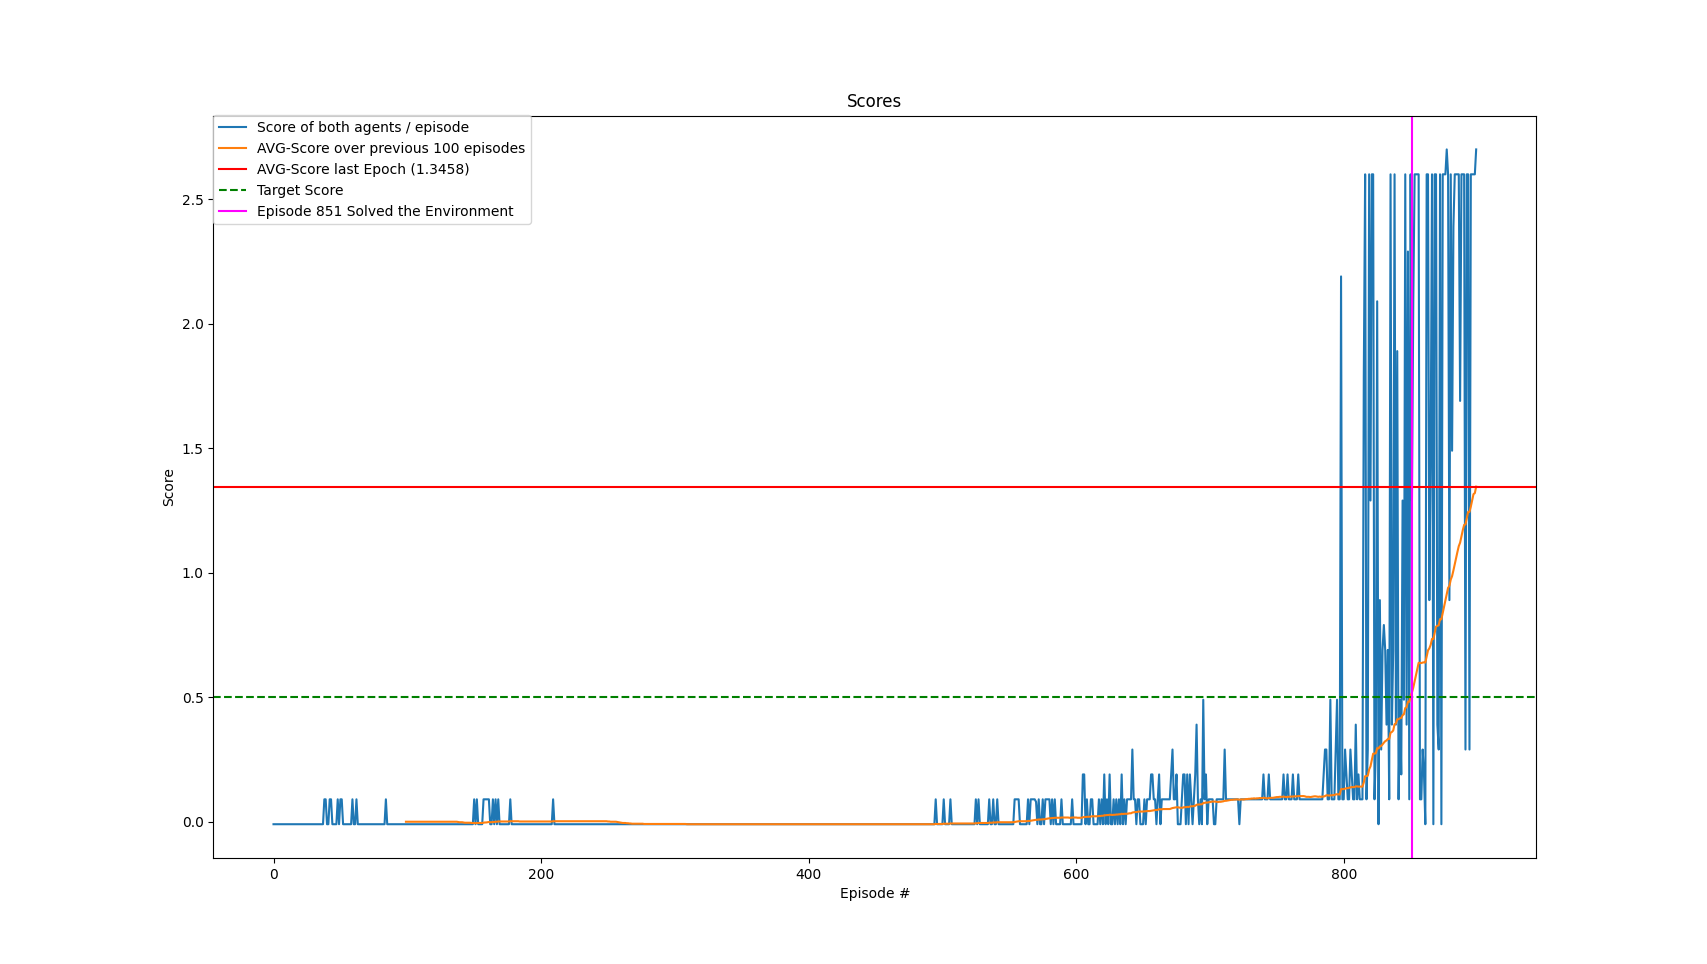 Scores
Score of both agents / episode
AVG-Score over previous 100 episodes
AVG-Score last Epoch (1.3458)
Target Score
Episode 851 Solved the Environment
2.5
2.0
1.5
1.0
0.5
0.0
Score
0 200 400 600 800
Episode #